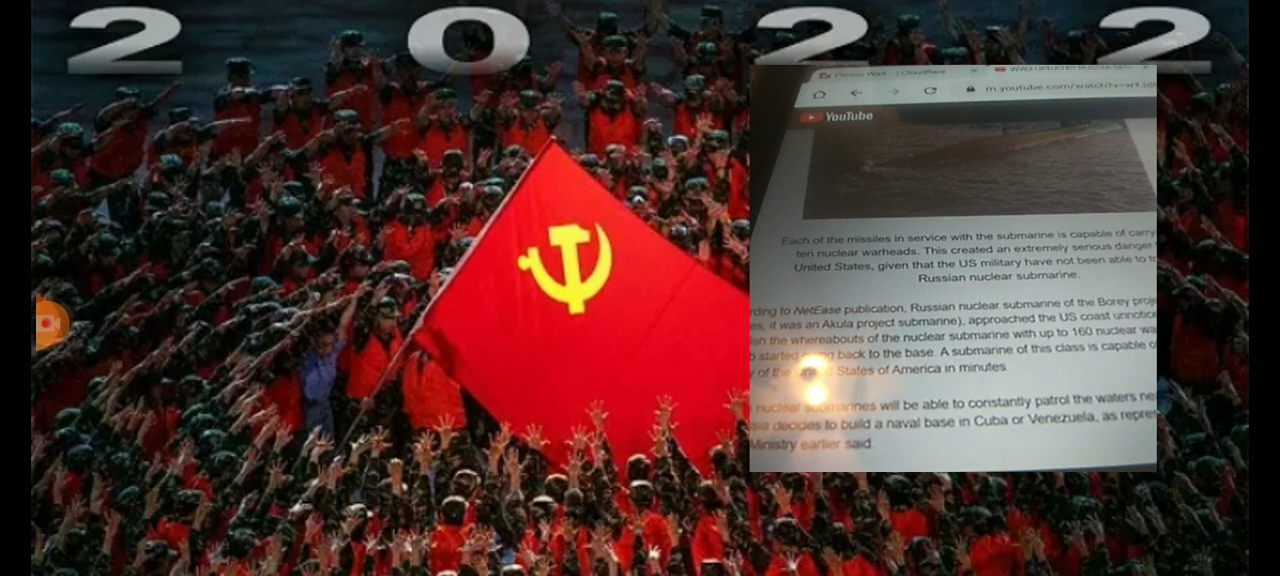 2 0 2 2
Please Wait... | Cloudflare
m.youtube.com/watch?v=
YouTube
Each of the missiles in service with the submarine is capable of carry
ten nuclear warheads. This created an extremely serious danger
United States, given that the US military have not been able to
Russian nuclear submarine.
rding to NetEase publication, Russian nuclear submarine of the Borey proj
es, it was an Akula project submarine), approached the US coast unnotic
sh the whereabouts of the nuclear submarine with up to 160 nuclear wa
started back to the base. A submarine of this class is capable o
y of the United States of America in minutes.
nuclear submarines will be able to constantly patrol the waters ne
sia decides to build a naval base in Cuba or Venezuela, as repres
Ministry earlier said.